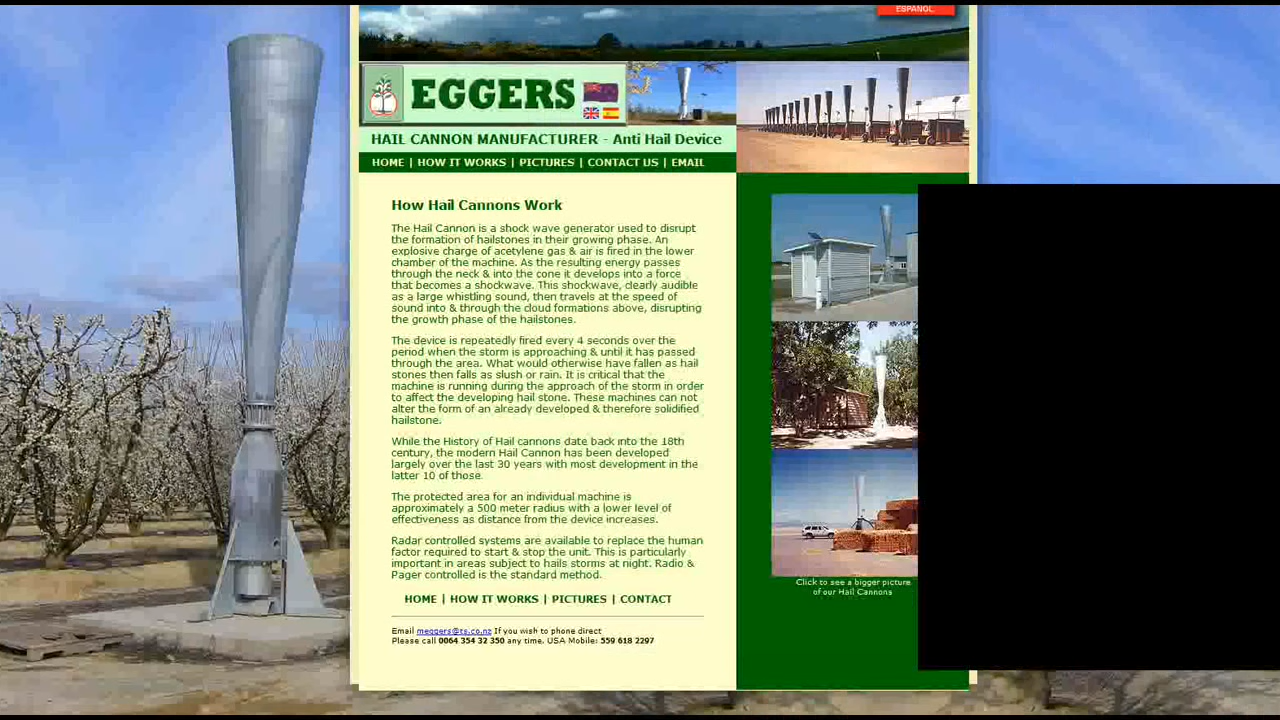 ESPAÑOL
EGGERS
HAIL CANNON MANUFACTURER - Anti Hail Device
HOME | HOW IT WORKS | PICTURES | CONTACT US | EMAIL
How Hail Cannons Work
The Hail Cannon is a shock wave generator used to disrupt
the formation of hailstones in their growing phase. An
explosive charge of acetylene gas & air is fired in the lower
chamber of the machine. As the resulting energy passes
through the neck & into the cone it develops into a force
that becomes a shockwave. This shockwave, clearly audible
as a large whistling sound, then travels at the speed of
sound into & through the cloud formations above, disrupting
the growth phase of the hailstones.
The device is repeatedly fired every 4 seconds over the
period when the storm is approaching & until it has passed
through the area. What would otherwise have fallen as hail
stones then falls as slush or rain. It is critical that the
machine is running during the approach of the storm in order
to affect the developing hail stone. These machines can not
alter the form of an already developed & therefore solidified
hailstone.
While the History of Hail cannons date back into the 18th
century, the modern Hail Cannon has been developed
largely over the last 30 years with most development in the
latter 10 of those.
The protected area for an individual machine is
approximately a 500 meter radius with a lower level of
effectiveness as distance from the device increases.
Radar controlled systems are available to replace the human
factor required to start & stop the unit. This is particularly
important in areas subject to hails storms at night. Radio &
Pager controlled is the standard method.
Click to see a bigger picture
of our Hail Cannons
HOME | HOW IT WORKS | PICTURES | CONTACT
Email meggers@ts.co.nz If you wish to phone direct
Please call 0064 354 32 350 any time. USA Mobile: 559 618 2297